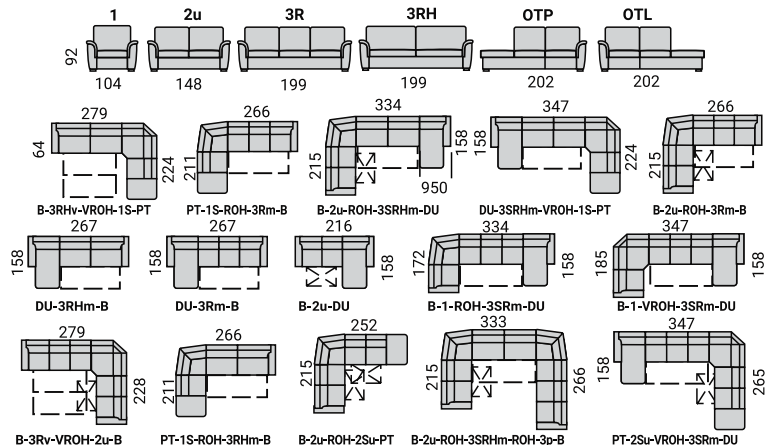 1 2u 3R 3RH OTP OTL
92
104 148 199 199 202 202
279 266 334 347 266
64 224 211 215 158 158 224 215 158
950
B-3RHv-VROH-1S-PT PT-1S-ROH-3Rm-B B-2u-ROH-3SRHm-DU DU-3SRHm-VROH-1S-PT B-2u-ROH-3Rm-B
267 267 216 334 347
158 158 158 172 158 185 158
DU-3RHm-B DU-3Rm-B B-2u-DU B-1-ROH-3SRm-DU B-1-VROH-3SRm-DU
279 266 252 333 347
228 211 215 215 266 158 265
B-3Rv-VROH-2u-B PT-1S-ROH-3RHm-B B-2u-ROH-2Su-PT B-2u-ROH-3SRHm-ROH-3p-B PT-2Su-VROH-3SRm-DU